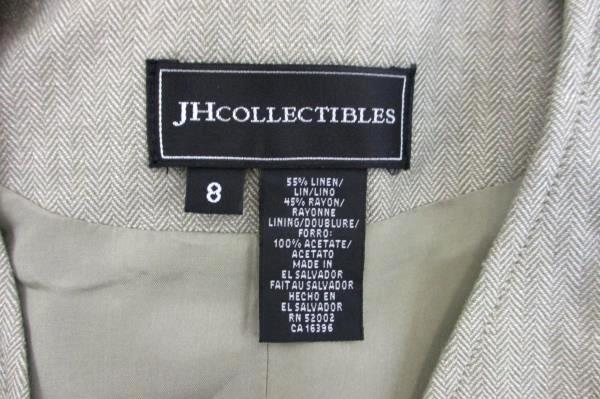 JHCOLLECTIBLES
8
55% LINEN/
LIN/LINO
45% RAYON/
RAYONNE
LINING/DOUBLURE/
FORRO:
100% ACETATE/
ACETATO
MADE IN
EL SALVADOR
FAIT AU SALVADOR
HECHO EN
EL SALVADOR
RN 52002
CA 16396